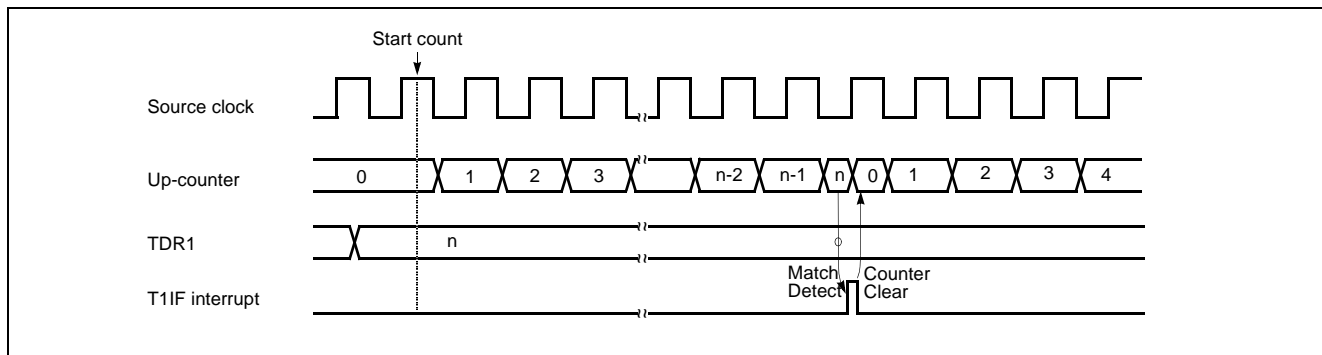 Start count
Source clock
Up-counter
0
1
2
3
n-2
n-1
n
0
1
2
3
4
TDR1
n
Match
Detect
Counter
Clear
T1IF interrupt